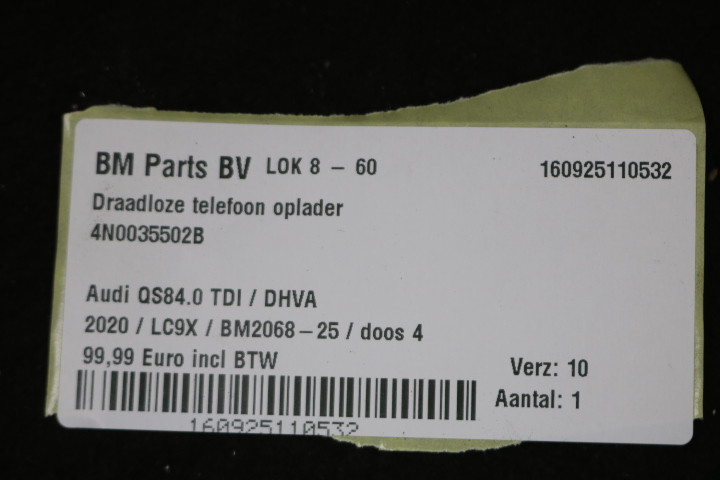 BM Parts BV LOK 8 - 60 160925110532
Draadloze telefoon oplader
4N0035502B
Audi QS84.0 TDI / DHVA
2020 / LC9X / BM2068-25 / doos 4
99,99 Euro incl BTW
Verz: 10
Aantal: 1
160925110532